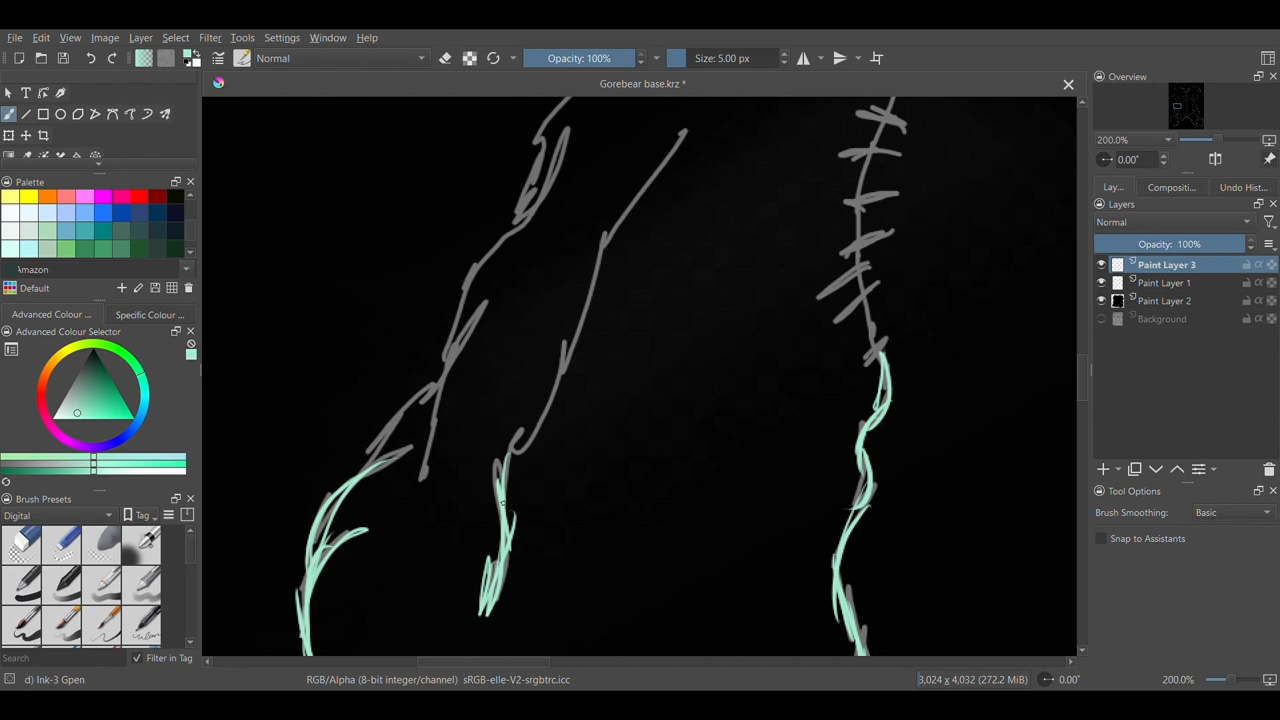 File Edit View Image Layer Select Filter Tools Settings Window Help
Normal
Opacity: 100%
Size: 5.00 px
Gorebear base.krz *
Overview
200.0%
0.00°
Palette
Lay...
Compositi...
Undo Hist...
Layers
Normal
Opacity: 100%
Paint Layer 3
Paint Layer 1
Paint Layer 2
Background
Amazon
Default
Advanced Colour ...
Specific Colour ...
Advanced Colour Selector
Tool Options
Brush Smoothing:
Basic
Snap to Assistants
Brush Presets
Digital
Tag
Search
Filter in Tag
d) Ink-3 Gpen
RGB/Alpha (8-bit integer/channel) sRGB-elle-V2-srgbtrc.icc
3,024 x 4,032 (272.2 MiB)
0.00°
200.0%